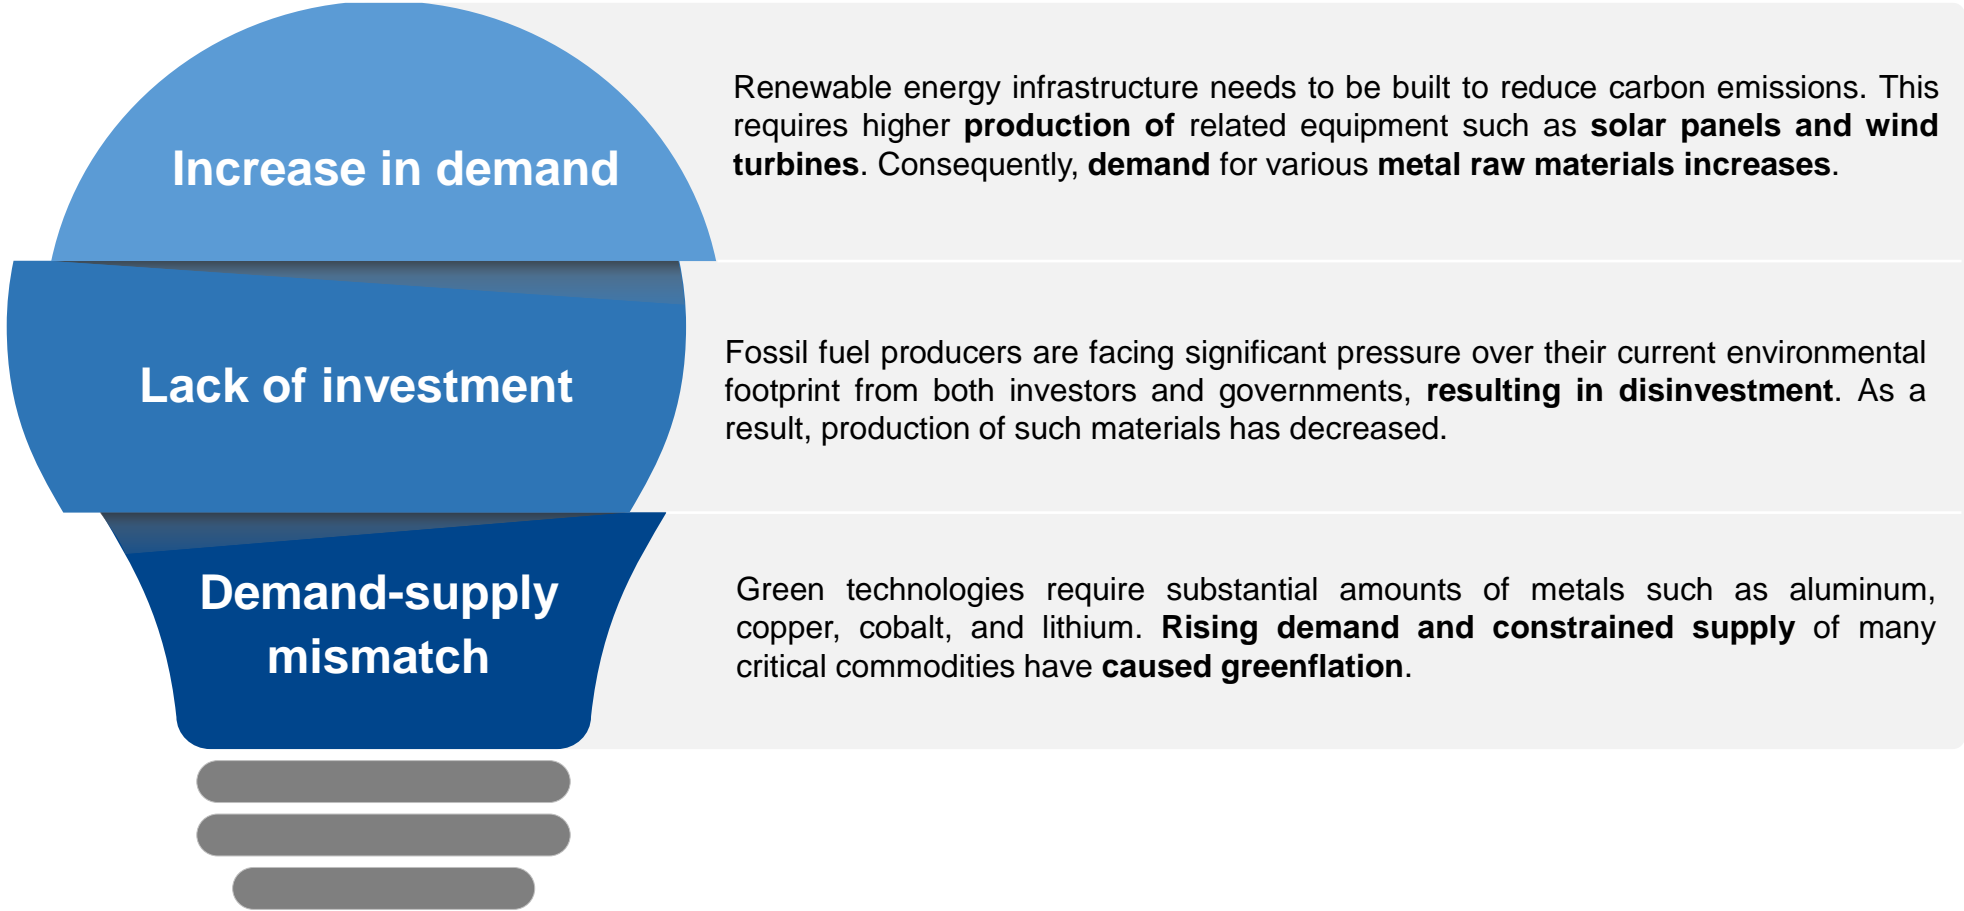 Increase in demand
Renewable energy infrastructure needs to be built to reduce carbon emissions. This
requires higher production of related equipment such as solar panels and wind
turbines. Consequently, demand for various metal raw materials increases.
Lack of investment
Fossil fuel producers are facing significant pressure over their current environmental
footprint from both investors and governments, resulting in disinvestment. As a
result, production of such materials has decreased.
Demand-supply
mismatch
Green technologies require substantial amounts of metals such as aluminum,
copper, cobalt, and lithium. Rising demand and constrained supply of many
critical commodities have caused greenflation.